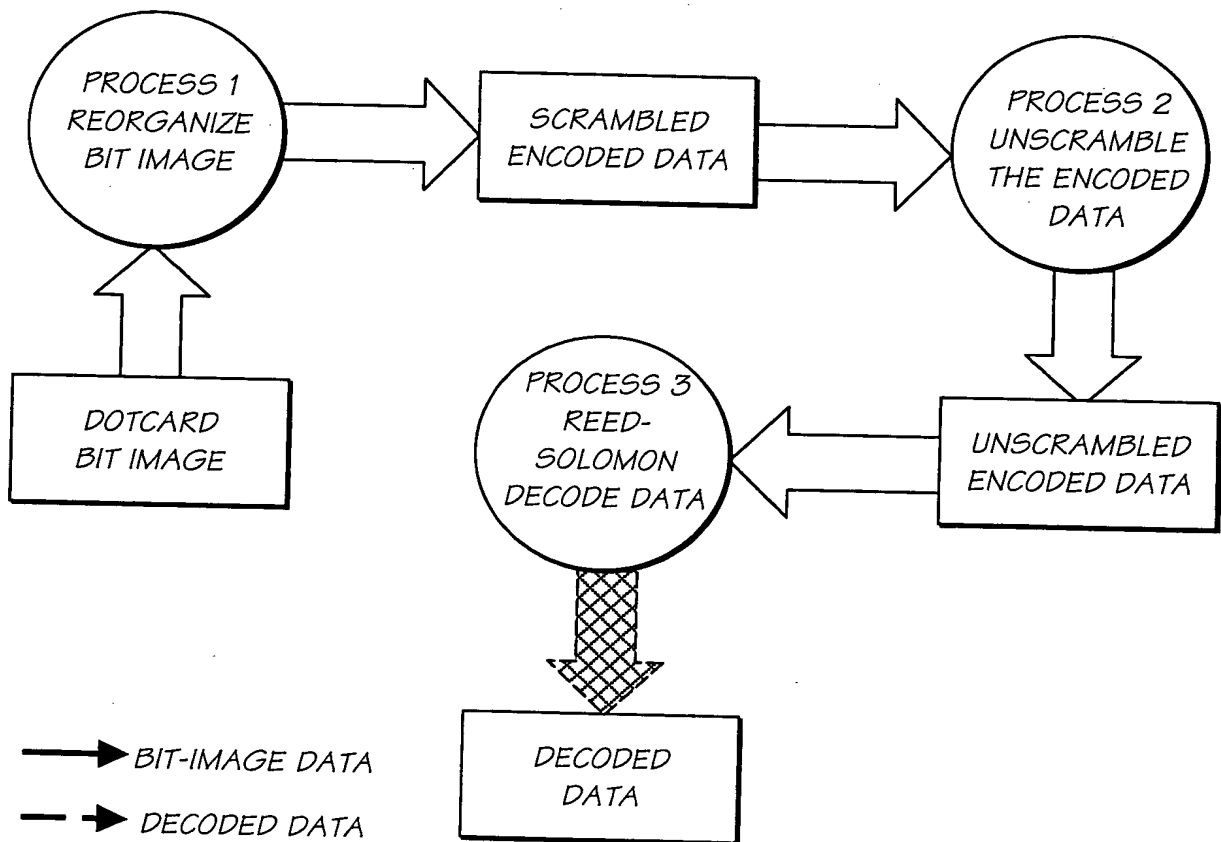 PROCESS 1
REORGANIZE
BIT IMAGE
SCRAMBLED
ENCODED DATA
PROCESS 2
UNSCRAMBLE
THE ENCODED
DATA
DOTCARD
BIT IMAGE
PROCESS 3
REED-
SOLOMON
DECODE DATA
UNSCRAMBLED
ENCODED DATA
DECODED
DATA
BIT-IMAGE DATA
DECODED DATA